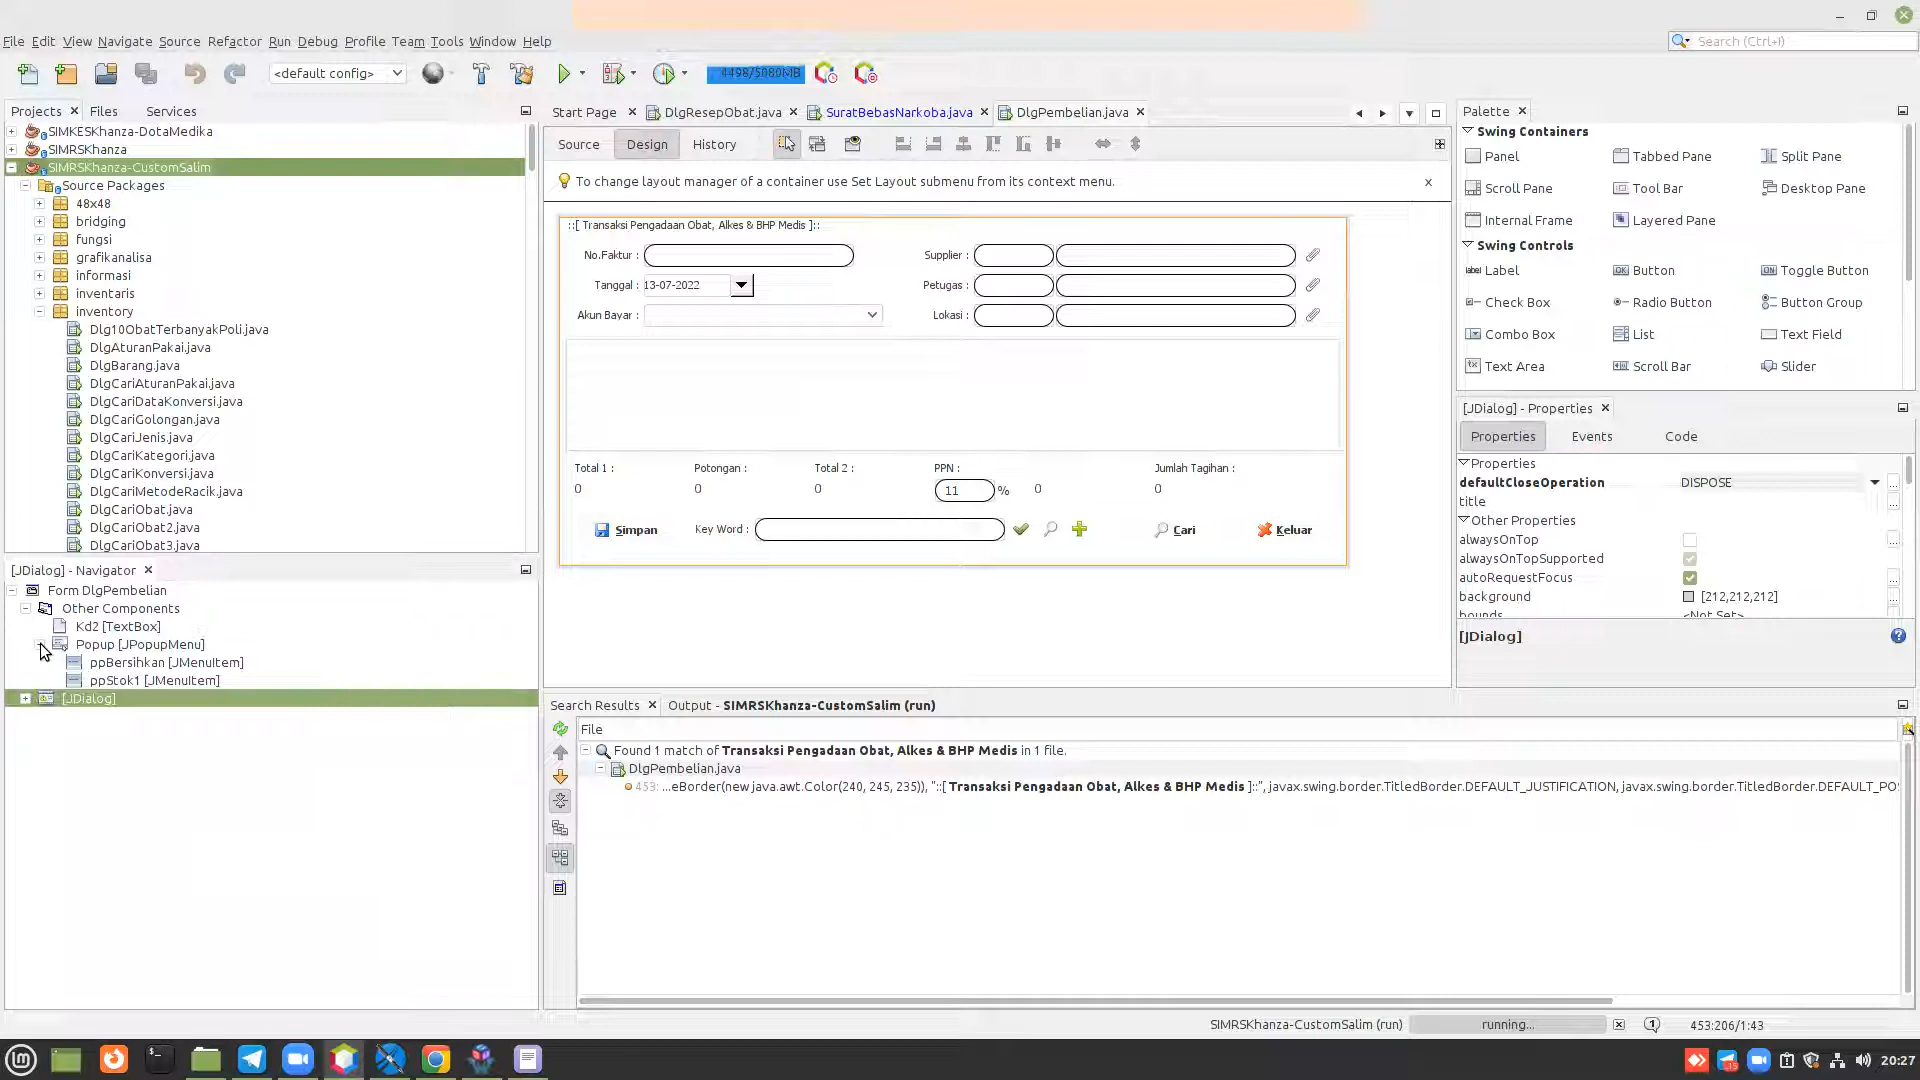 File Edit View Navigate Source Refactor Run Debug Profile Team Tools Window Help
Search (Ctrl+I)
<default config>
4498/5080MB
Projects Files Services
SIMKESKhanza-DotaMedika
SIMRSKhanza
SIMRSKhanza-CustomSalim
Source Packages
48x48
bridging
fungsi
grafikanalisa
informasi
inventaris
inventory
Dlg10ObatTerbanyakPoli.java
DlgAturanPakai.java
DlgBarang.java
DlgCariAturanPakai.java
DlgCariDataKonversi.java
DlgCariGolongan.java
DlgCariJenis.java
DlgCariKategori.java
DlgCariKonversi.java
DlgCariMetodeRacik.java
DlgCariObat.java
DlgCariObat2.java
DlgCariObat3.java
[JDialog] - Navigator
Form DlgPembelian
Other Components
Kd2 [TextBox]
Popup [JPopupMenu]
ppBersihkan [JMenuItem]
ppStok1 [JMenuItem]
[JDialog]
Start Page DlgResepObat.java SuratBebasNarkoba.java DlgPembelian.java
Source Design History
To change layout manager of a container use Set Layout submenu from its context menu.
::[ Transaksi Pengadaan Obat, Alkes & BHP Medis ]::
No.Faktur : Supplier :
Tanggal : 13-07-2022 Petugas :
Akun Bayar : Lokasi :
Total 1 : Potongan : Total 2 : PPN : Jumlah Tagihan :
0 0 0 11 % 0 0
Simpan Key Word : Cari Keluar
Search Results Output - SIMRSKhanza-CustomSalim (run)
File
Found 1 match of Transaksi Pengadaan Obat, Alkes & BHP Medis in 1 file.
DlgPembelian.java
453: ...eBorder(new java.awt.Color(240, 245, 235)), "::[ Transaksi Pengadaan Obat, Alkes & BHP Medis ]::", javax.swing.border.TitledBorder.DEFAULT_JUSTIFICATION, javax.swing.border.TitledBorder.DEFAULT_PO
Palette
Swing Containers
Panel Tabbed Pane Split Pane
Scroll Pane Tool Bar Desktop Pane
Internal Frame Layered Pane
Swing Controls
label Label OK Button ON Toggle Button
Check Box Radio Button Button Group
Combo Box List Text Field
Text Area Scroll Bar Slider
[JDialog] - Properties
Properties Events Code
Properties
defaultCloseOperation DISPOSE
title
Other Properties
alwaysOnTop
alwaysOnTopSupported
autoRequestFocus
background [212,212,212]
bounds <Not Set>
[JDialog]
SIMRSKhanza-CustomSalim (run) running... 1 453:206/1:43
20:27